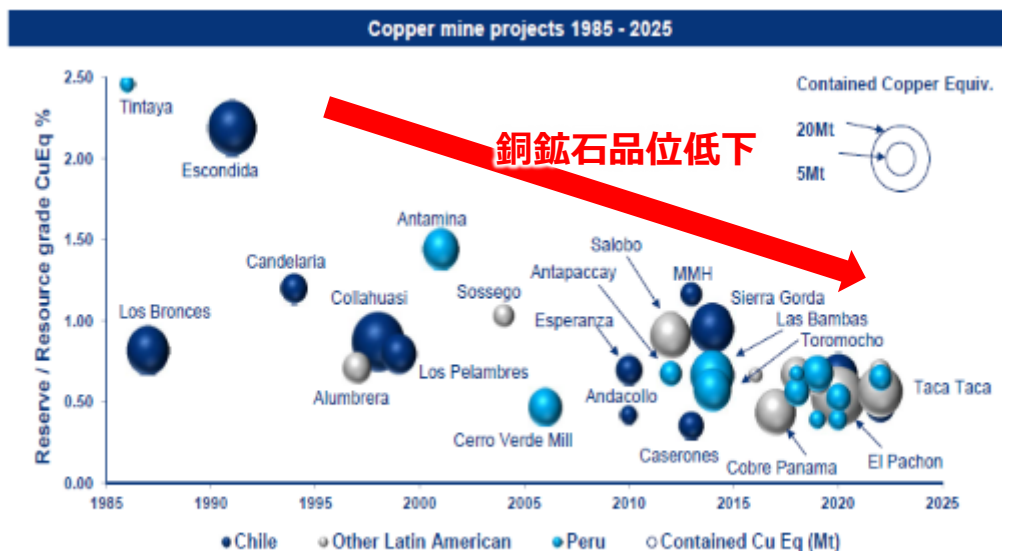 Copper mine projects 1985 - 2025
Reserve / Resource grade CuEq %
2.50
2.00
1.50
1.00
0.50
0.00
1985
1990
1995
2000
2005
2010
2015
2020
2025
銅鉱石品位低下
Contained Copper Equiv.
20Mt
5Mt
Tintaya
Escondida
Antamina
Candelaria
Collahuasi
Los Bronces
Alumbrera
Los Pelambres
Sossego
Cerro Verde Mill
Salobo
Antapaccay
MMH
Esperanza
Sierra Gorda
Las Bambas
Toromocho
Andacollo
Caserones
Cobre Panama
El Pachon
Taca Taca
Chile
Other Latin American
Peru
Contained Cu Eq (Mt)